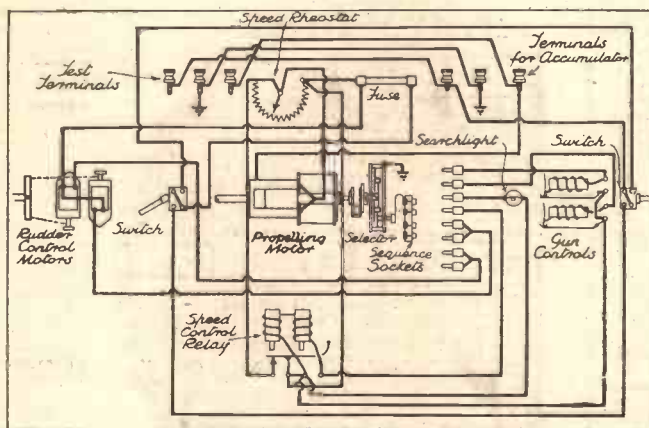 Speed Rheostat
Test
Terminals
Terminals
for Accumulator
Fuse
Searchlight
Switch
Rudder
Control
Motors
Switch
Propelling
Motor
Selector
Sequence
Sockets
Gun
Controls
Speed
Control
Relay